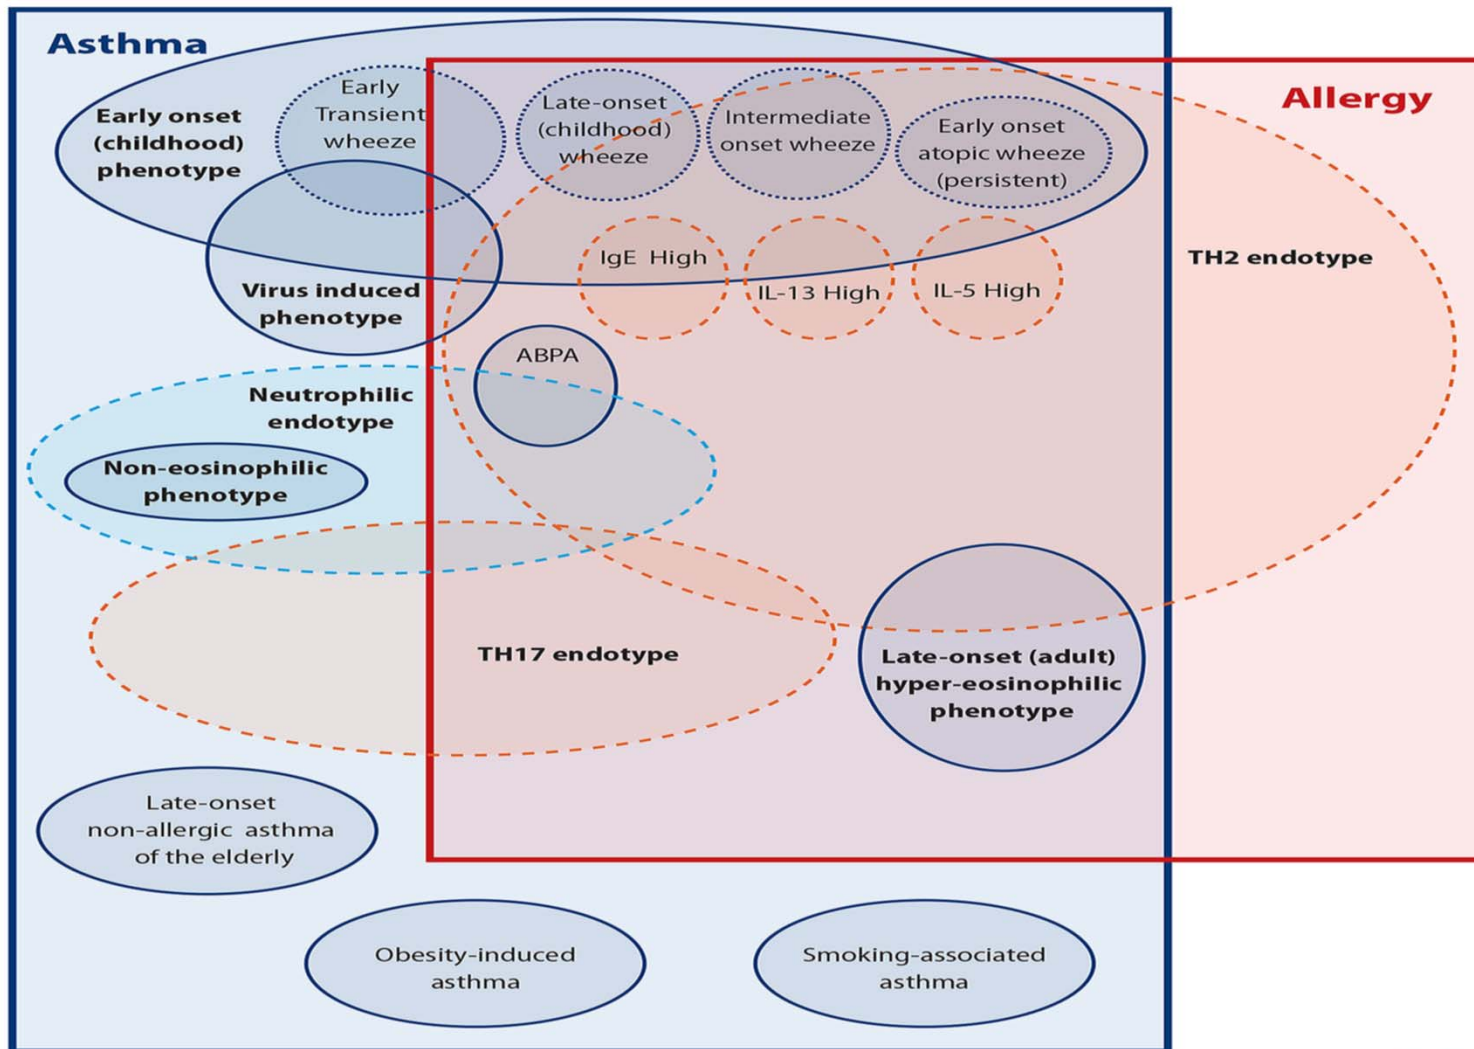 Asthma
Allergy
Early onset
(childhood)
phenotype
Early
Transient
wheeze
Late-onset
(childhood)
wheeze
Intermediate
onset wheeze
Early onset
atopic wheeze
(persistent)
IgE High
IL-13 High
IL-5 High
TH2 endotype
Virus induced
phenotype
ABPA
Neutrophilic
endotype
Non-eosinophilic
phenotype
TH17 endotype
Late-onset (adult)
hyper-eosinophilic
phenotype
Late-onset
non-allergic asthma
of the elderly
Obesity-induced
asthma
Smoking-associated
asthma